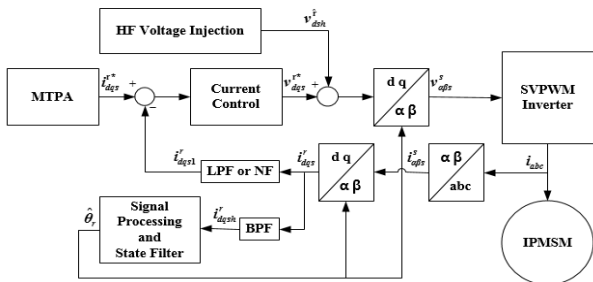 HF Voltage Injection
v^r̂_dsh
MTPA
i^r*_dqs
+
−
Current
Control
v^r*_dqs
+
d q
α β
v^s_αβs
SVPWM
Inverter
i^r_dqs1
LPF or NF
i^r_dqs
d q
α β
i^s_αβs
α β
abc
i_abc
θ̂_r
Signal
Processing
and
State Filter
i^r_dqsh
BPF
IPMSM